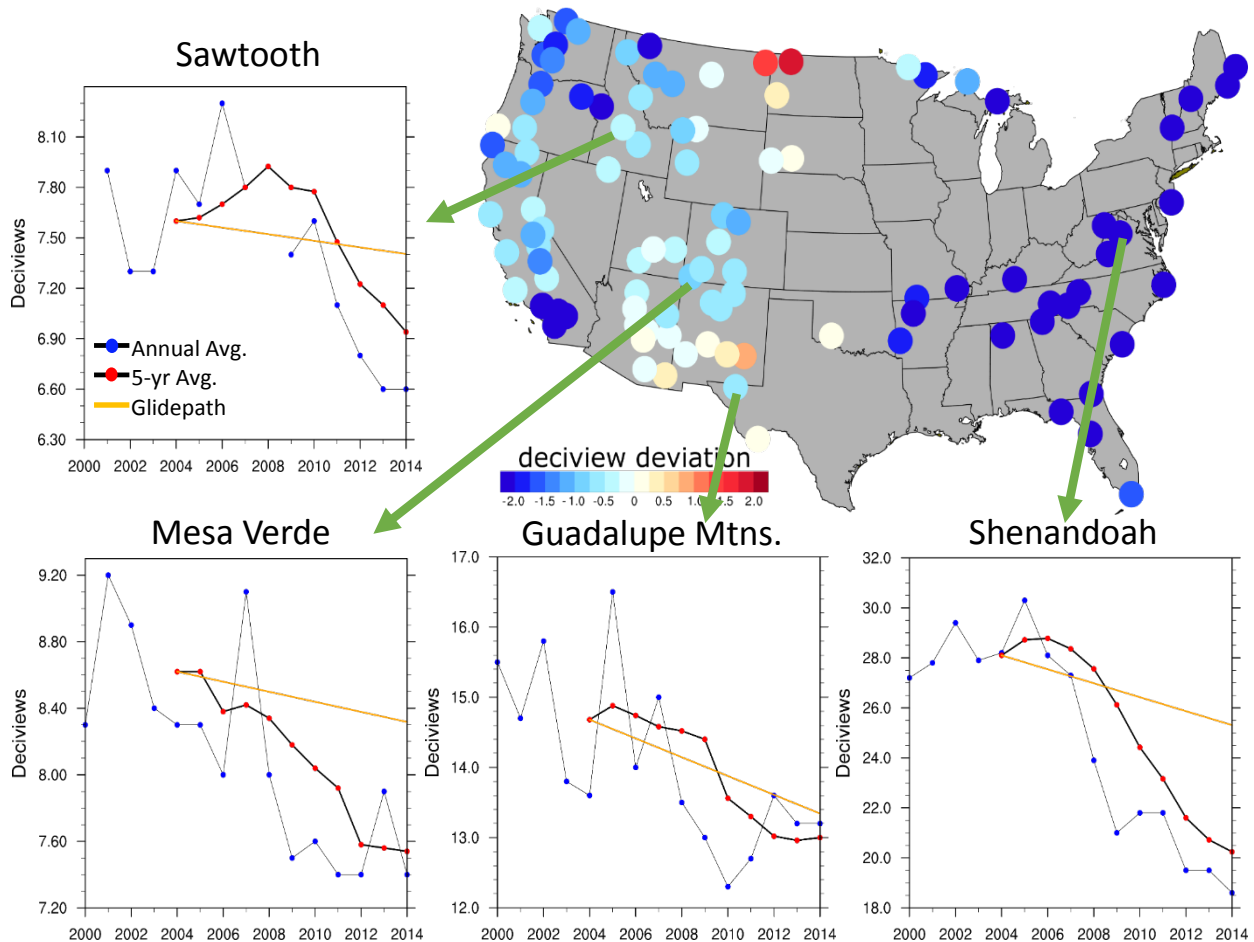 Sawtooth
Deciviews
8.10
7.80
7.50
7.20
6.90
6.60
6.30
Annual Avg.
5-yr Avg.
Glidepath
2000 2002 2004 2006 2008 2010 2012 2014
deciview deviation
-2.0 -1.5 -1.0 -0.5 0 0.5 1.0 1.5 2.0
Mesa Verde
Deciviews
9.20
8.80
8.40
8.00
7.60
7.20
2000 2002 2004 2006 2008 2010 2012 2014
Guadalupe Mtns.
Deciviews
17.0
16.0
15.0
14.0
13.0
12.0
2000 2002 2004 2006 2008 2010 2012 2014
Shenandoah
Deciviews
32.0
30.0
28.0
26.0
24.0
22.0
20.0
18.0
2000 2002 2004 2006 2008 2010 2012 2014